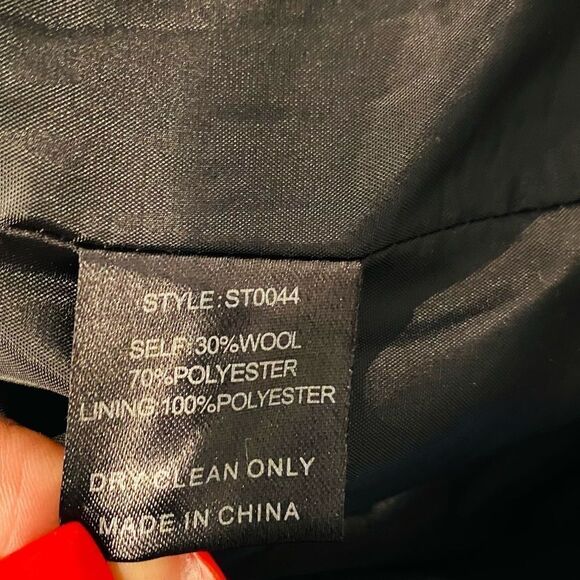 STYLE:ST0044
SELF:30%WOOL
70%POLYESTER
LINING:100%POLYESTER
DRY CLEAN ONLY
MADE IN CHINA